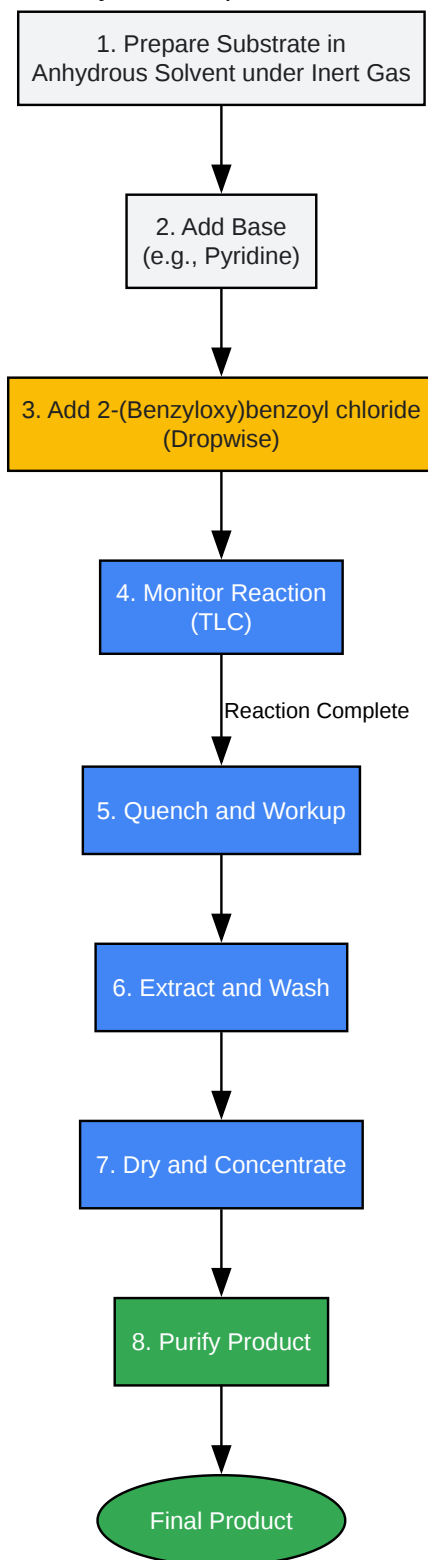 1. Prepare Substrate in
Anhydrous Solvent under Inert Gas
2. Add Base
(e.g., Pyridine)
3. Add 2-(Benzyloxy)benzoyl chloride
(Dropwise)
4. Monitor Reaction
(TLC)
Reaction Complete
5. Quench and Workup
6. Extract and Wash
7. Dry and Concentrate
8. Purify Product
Final Product